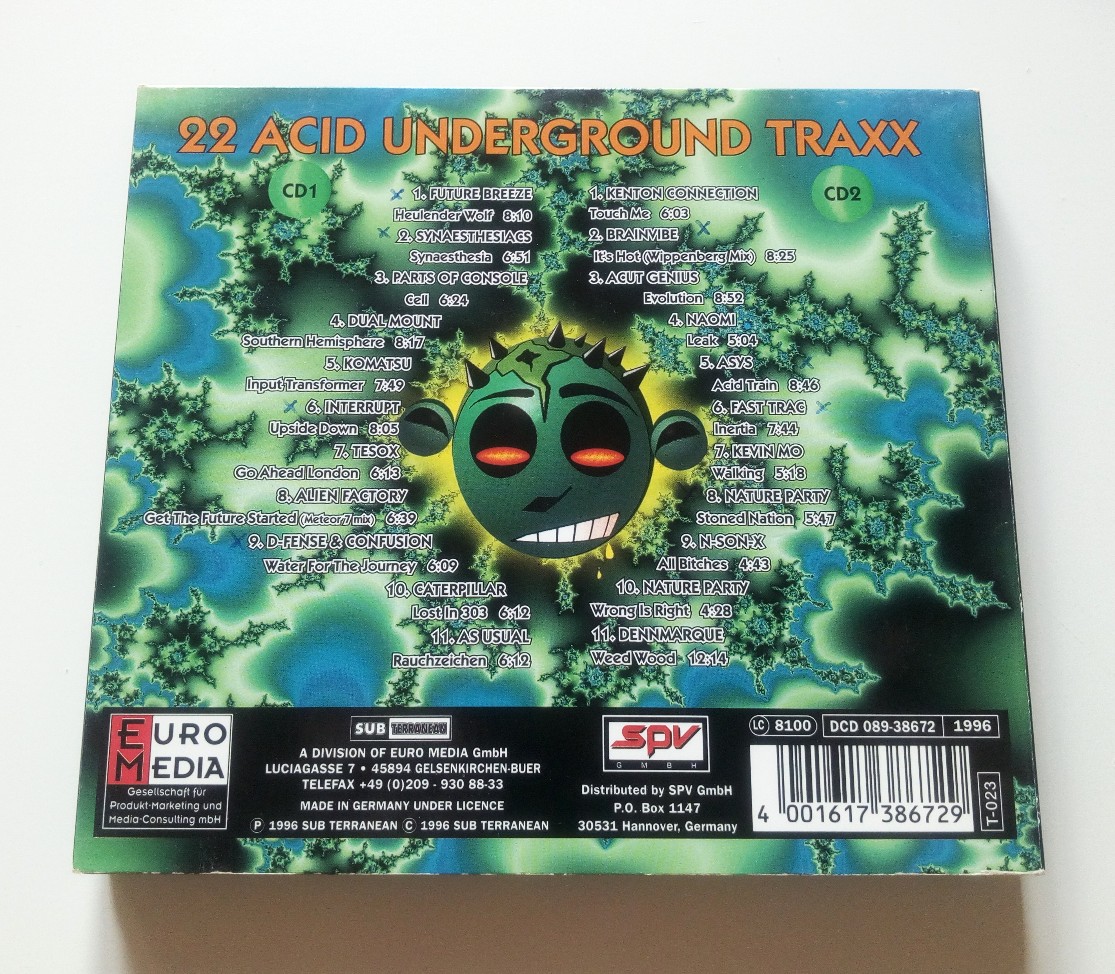 22 ACID UNDERGROUND TRAXX
CD1
1. FUTURE BREEZE
Heulender Wolf 8:10
2. SYNAESTHESIACS
Synaesthesia 6:51
3. PARTS OF CONSOLE
Cell 6:24
4. DUAL MOUNT
Southern Hemisphere 8:17
5. KOMATSU
Input Transformer 7:49
6. INTERRUPT
Upside Down 8:05
7. TESOX
Go Ahead London 6:13
8. ALIEN FACTORY
Get The Future Started (Meteor 7 mix) 6:39
9. D-FENSE & CONFUSION
Water For The Journey 6:09
10. CATERPILLAR
Lost In 303 6:12
11. AS USUAL
Rauchzeichen 6:12
CD2
1. KENTON CONNECTION
Touch Me 6:03
2. BRAINVIBE
It's Hot (Wippenberg Mix) 8:25
3. ACUT GENIUS
Evolution 8:52
4. NAOMI
Leak 5:04
5. ASYS
Acid Train 8:46
6. FAST TRAC
Inertia 7:44
7. KEVIN MO
Walking 5:18
8. NATURE PARTY
Stoned Nation 5:47
9. N-SON-X
All Bitches 4:43
10. NATURE PARTY
Wrong Is Right 4:28
11. DENNMARQUE
Weed Wood 12:14
EURO
MEDIA
Gesellschaft für
Produkt-Marketing und
Media-Consulting mbH
SUB TERRANEAN
A DIVISION OF EURO MEDIA GmbH
LUCIAGASSE 7 • 45894 GELSENKIRCHEN-BUER
TELEFAX +49 (0)209 - 930 88-33
MADE IN GERMANY UNDER LICENCE
Ⓟ 1996 SUB TERRANEAN © 1996 SUB TERRANEAN
SPV
GMBH
Distributed by SPV GmbH
P.O. Box 1147
30531 Hannover, Germany
LC 8100 DCD 089-38672 1996
4 001617 386729
T-023